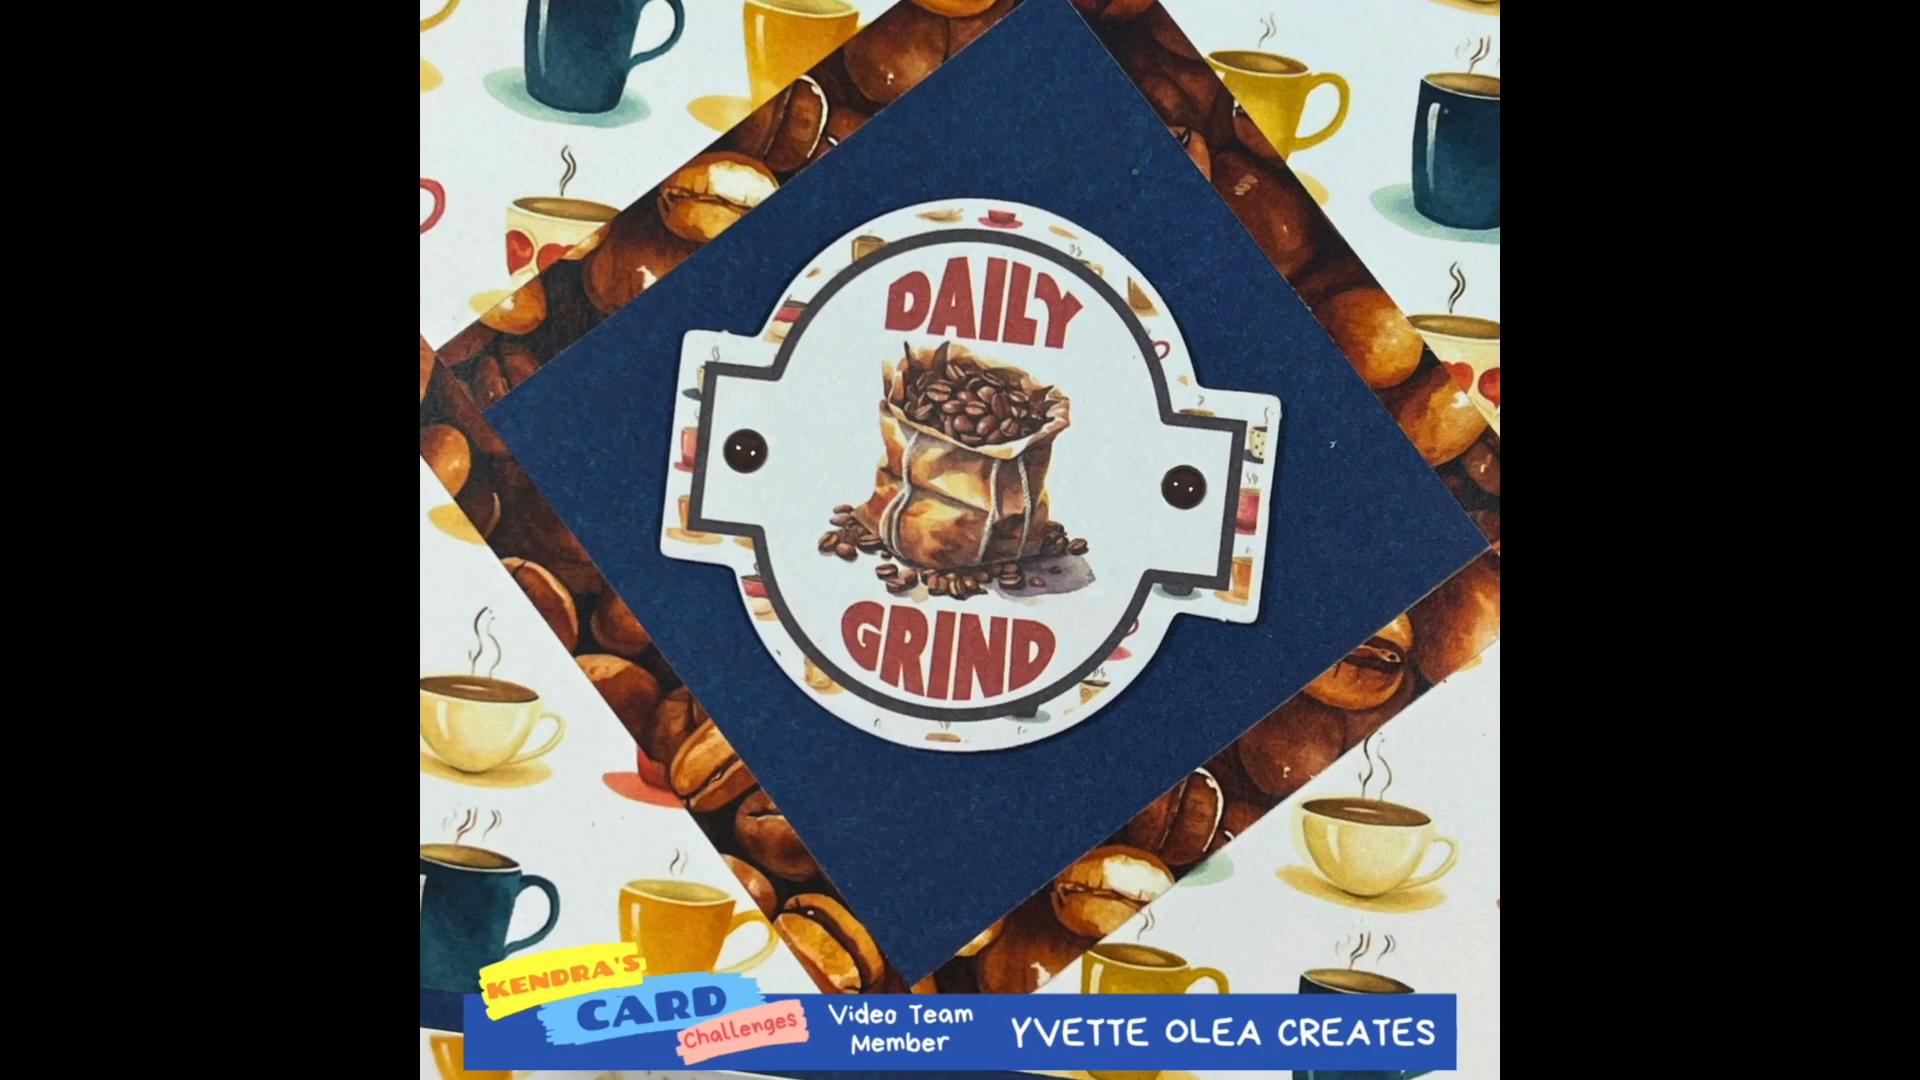 DAILY
GRIND
KENDRA'S
CARD
Challenges
Video Team
Member
YVETTE OLEA CREATES